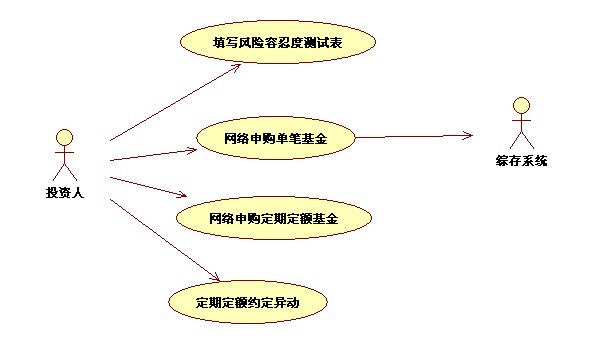 填写风险容忍度测试表
网络申购单笔基金
投资人
综存系统
网络申购定期定额基金
定期定额约定异动